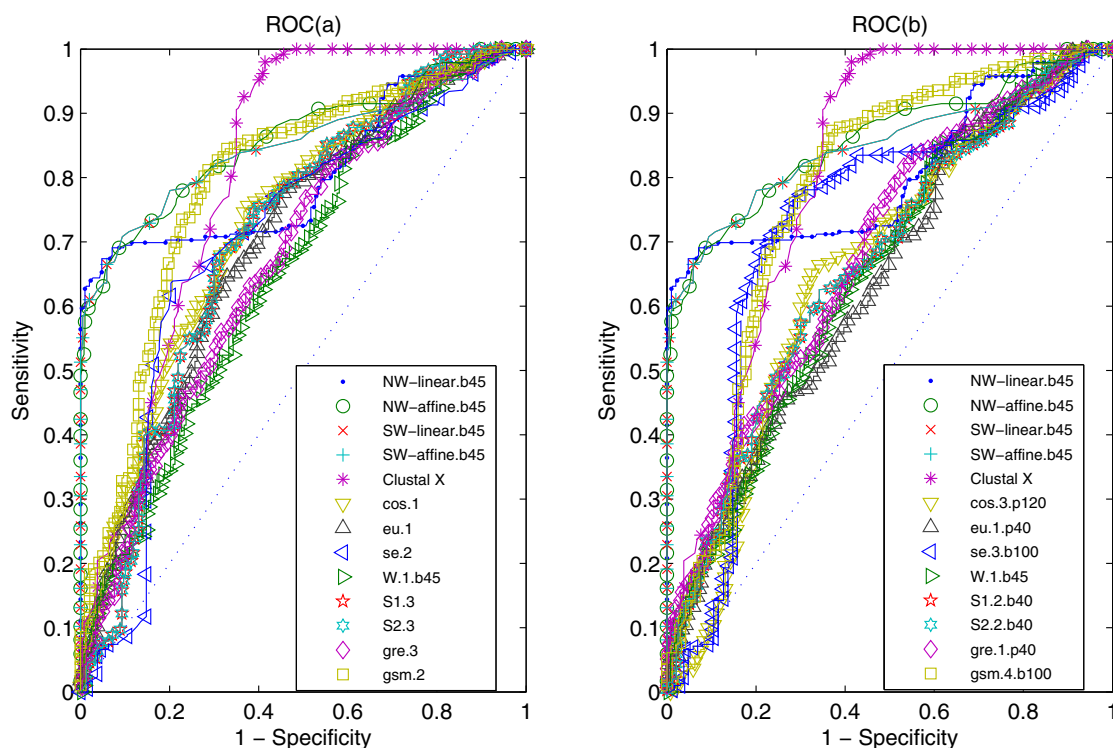 ROC(a)
Sensitivity
1
0.9
0.8
0.7
0.6
0.5
0.4
0.3
0.2
0.1
0
0
0.2
0.4
0.6
0.8
1
1 − Specificity
NW−linear.b45
NW−affine.b45
SW−linear.b45
SW−affine.b45
Clustal X
cos.1
eu.1
se.2
W.1.b45
S1.3
S2.3
gre.3
gsm.2
ROC(b)
Sensitivity
1
0.9
0.8
0.7
0.6
0.5
0.4
0.3
0.2
0.1
0
0
0.2
0.4
0.6
0.8
1
1 − Specificity
NW−linear.b45
NW−affine.b45
SW−linear.b45
SW−affine.b45
Clustal X
cos.3.p120
eu.1.p40
se.3.b100
W.1.b45
S1.2.b40
S2.2.b40
gre.1.p40
gsm.4.b100